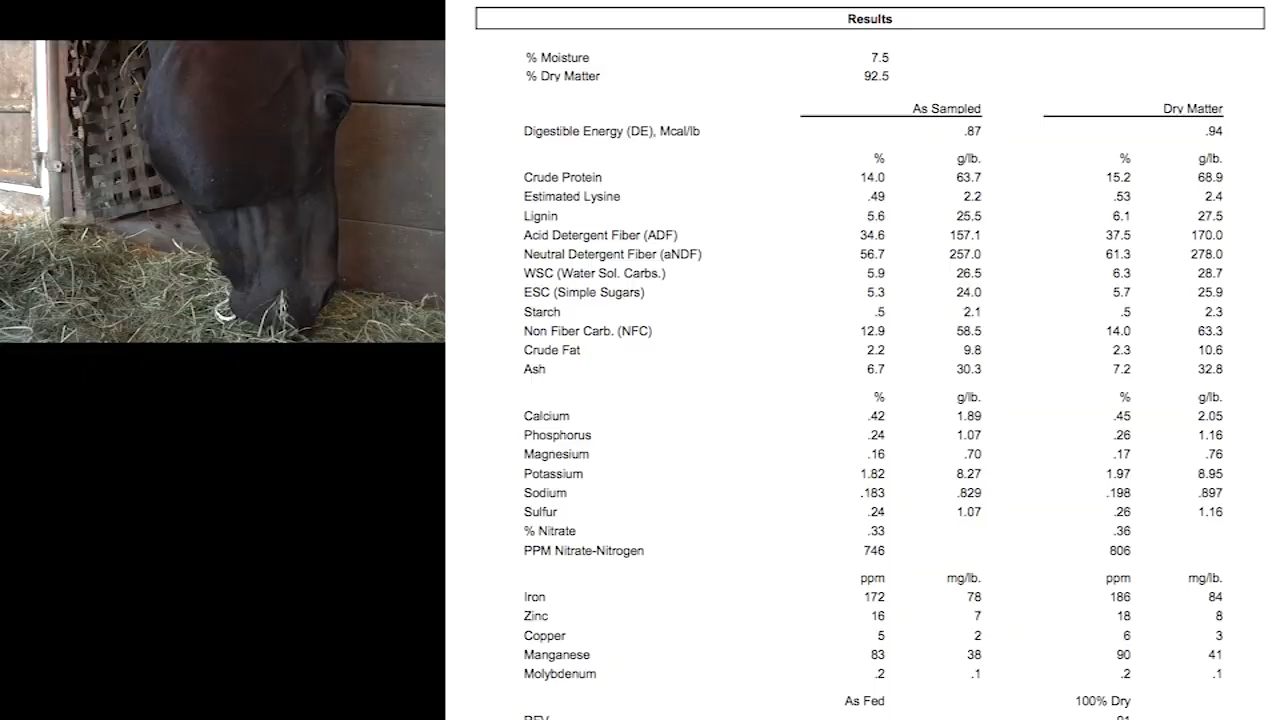 Results
% Moisture 7.5
% Dry Matter 92.5
As Sampled Dry Matter
Digestible Energy (DE), Mcal/lb .87 .94
% g/lb. % g/lb.
Crude Protein 14.0 63.7 15.2 68.9
Estimated Lysine .49 2.2 .53 2.4
Lignin 5.6 25.5 6.1 27.5
Acid Detergent Fiber (ADF) 34.6 157.1 37.5 170.0
Neutral Detergent Fiber (aNDF) 56.7 257.0 61.3 278.0
WSC (Water Sol. Carbs.) 5.9 26.5 6.3 28.7
ESC (Simple Sugars) 5.3 24.0 5.7 25.9
Starch .5 2.1 .5 2.3
Non Fiber Carb. (NFC) 12.9 58.5 14.0 63.3
Crude Fat 2.2 9.8 2.3 10.6
Ash 6.7 30.3 7.2 32.8
% g/lb. % g/lb.
Calcium .42 1.89 .45 2.05
Phosphorus .24 1.07 .26 1.16
Magnesium .16 .70 .17 .76
Potassium 1.82 8.27 1.97 8.95
Sodium .183 .829 .198 .897
Sulfur .24 1.07 .26 1.16
% Nitrate .33 .36
PPM Nitrate-Nitrogen 746 806
ppm mg/lb. ppm mg/lb.
Iron 172 78 186 84
Zinc 16 7 18 8
Copper 5 2 6 3
Manganese 83 38 90 41
Molybdenum .2 .1 .2 .1
As Fed 100% Dry